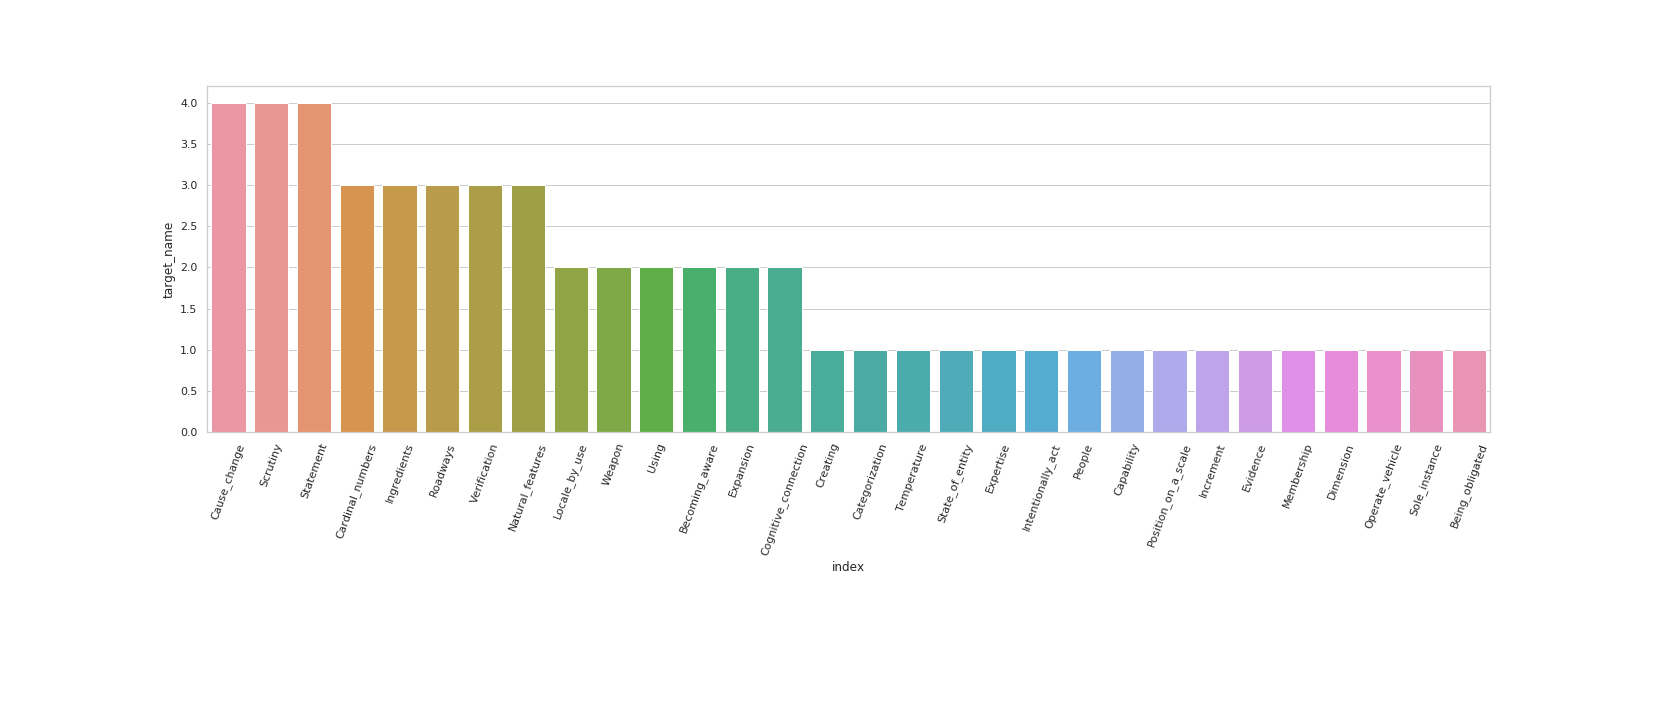 4.0
3.5
3.0
2.5
2.0
1.5
1.0
0.5
0.0
target_name
Cause_change
Scrutiny
Statement
Cardinal_numbers
Ingredients
Roadways
Verification
Natural_features
Locale_by_use
Weapon
Using
Becoming_aware
Expansion
Cognitive_connection
Creating
Categorization
Temperature
State_of_entity
Expertise
Intentionally_act
People
Capability
Position_on_a_scale
Increment
Evidence
Membership
Dimension
Operate_vehicle
Sole_instance
Being_obligated
index